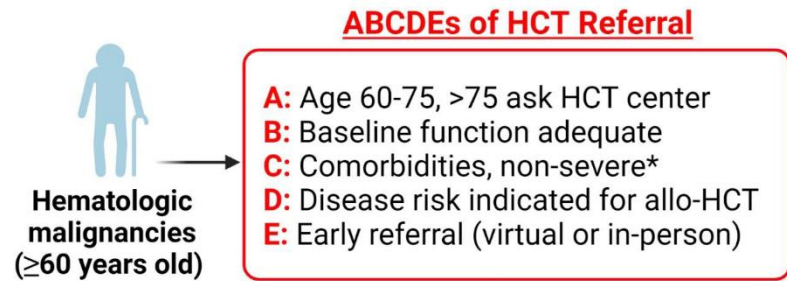 ABCDEs of HCT Referral
A: Age 60-75, >75 ask HCT center
B: Baseline function adequate
C: Comorbidities, non-severe*
D: Disease risk indicated for allo-HCT
E: Early referral (virtual or in-person)
Hematologic
malignancies
(≥60 years old)